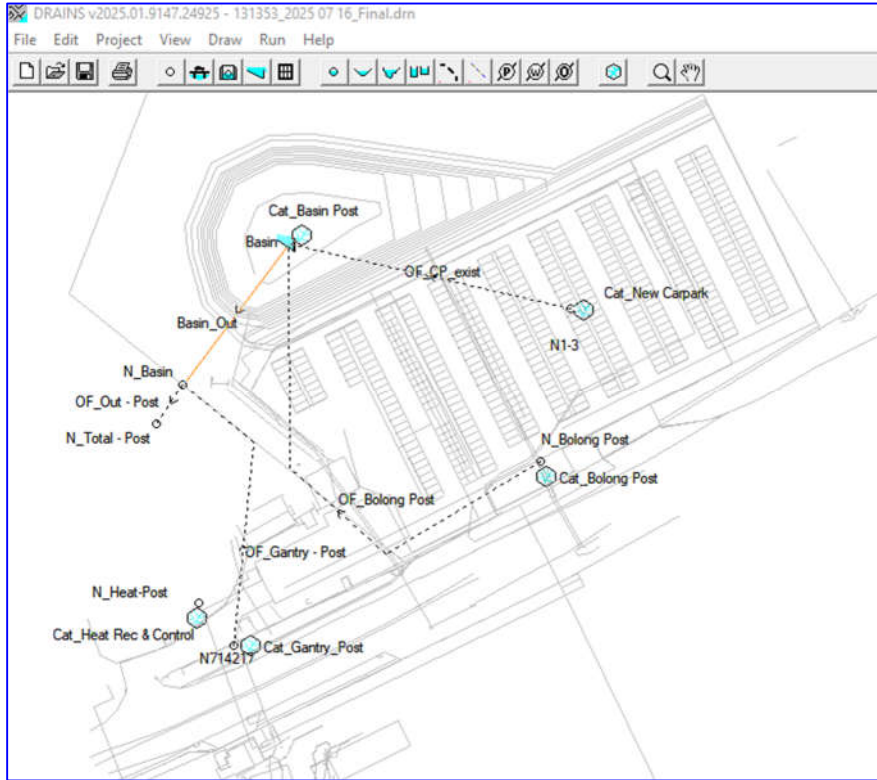 DRAINS v2025.01.9147.24925 - 131353_2025 07 16_Final.drn
File Edit Project View Draw Run Help
P W O
Cat_Basin Post
Basin
OF_CP_exist
Cat_New Carpark
Basin_Out
N1-3
N_Basin
OF_Out - Post
N_Total - Post
N_Bolong Post
Cat_Bolong Post
OF_Bolong Post
OF_Gantry - Post
N_Heat-Post
Cat_Heat Rec & Control
Cat_Gantry_Post
N714217